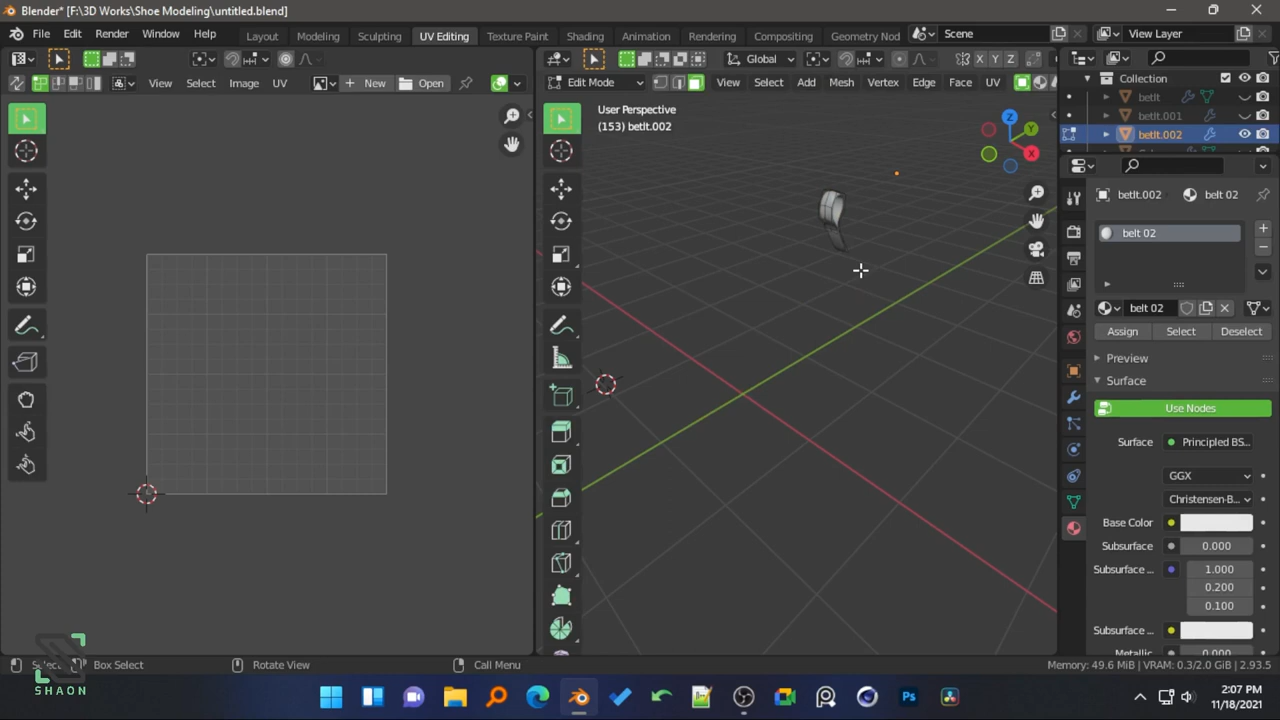 Blender* [F:\3D Works\Shoe Modeling\untitled.blend]
File Edit Render Window Help Layout Modeling Sculpting UV Editing Texture Paint Shading Animation Rendering Compositing Geometry Nod Scene View Layer
Global
View Select Image UV New Open Edit Mode View Select Add Mesh Vertex Edge Face UV
Collection
betlt
betlt.001
betlt.002
User Perspective
(153) betlt.002
Z
Y
X
betlt.002 belt 02
belt 02
belt 02
Assign Select Deselect
Preview
Surface
Use Nodes
Surface Principled BS...
GGX
Christensen-B...
Base Color
Subsurface 0.000
Subsurface ... 1.000
0.200
0.100
Subsurface ...
Metallic 0.000
Select Box Select Rotate View Call Menu Memory: 49.6 MiB | VRAM: 0.3/2.0 GiB | 2.93.5
SHAON
Ps
2:07 PM
11/18/2021